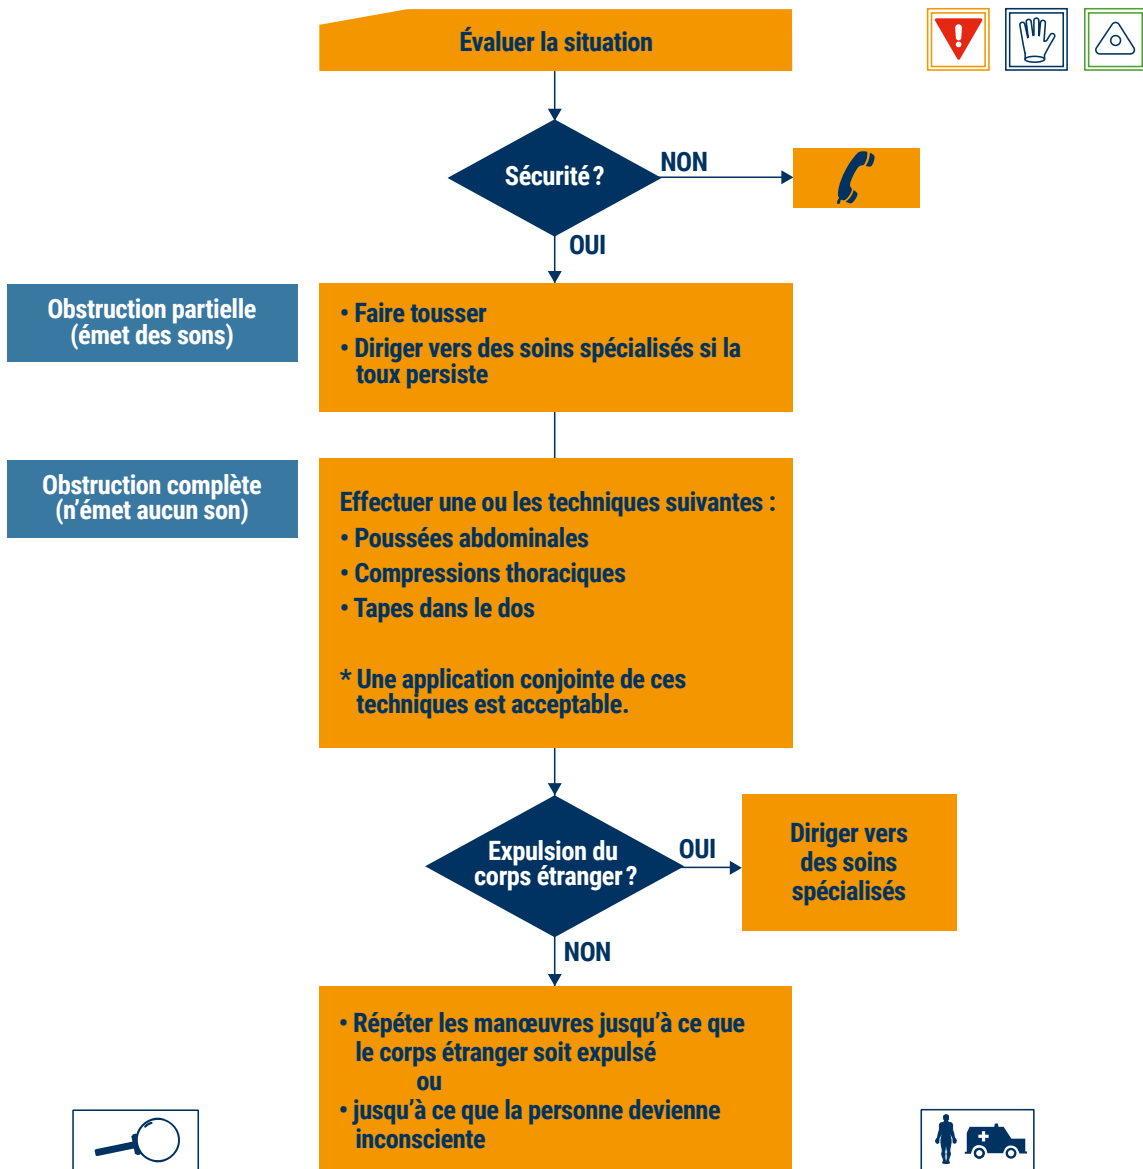 Évaluer la situation
Sécurité ?
NON
OUI
Obstruction partielle
(émet des sons)
• Faire tousser
• Diriger vers des soins spécialisés si la
toux persiste
Obstruction complète
(n’émet aucun son)
Effectuer une ou les techniques suivantes :
• Poussées abdominales
• Compressions thoraciques
• Tapes dans le dos
* Une application conjointe de ces
techniques est acceptable.
Expulsion du
corps étranger ?
OUI
Diriger vers
des soins
spécialisés
NON
• Répéter les manœuvres jusqu’à ce que
le corps étranger soit expulsé
ou
• jusqu’à ce que la personne devienne
inconsciente